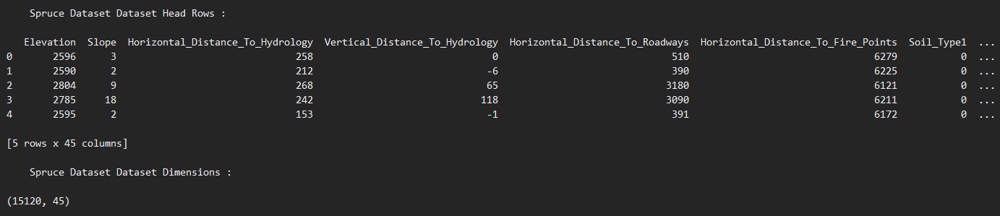 Spruce Dataset Dataset Head Rows :
Elevation Slope Horizontal_Distance_To_Hydrology Vertical_Distance_To_Hydrology Horizontal_Distance_To_Roadways Horizontal_Distance_To_Fire_Points Soil_Type1 ...
0 2596 3 258 0 510 6279 0 ...
1 2590 2 212 -6 390 6225 0 ...
2 2804 9 268 65 3180 6121 0 ...
3 2785 18 242 118 3090 6211 0 ...
4 2595 2 153 -1 391 6172 0 ...
[5 rows x 45 columns]
Spruce Dataset Dataset Dimensions :
(15120, 45)